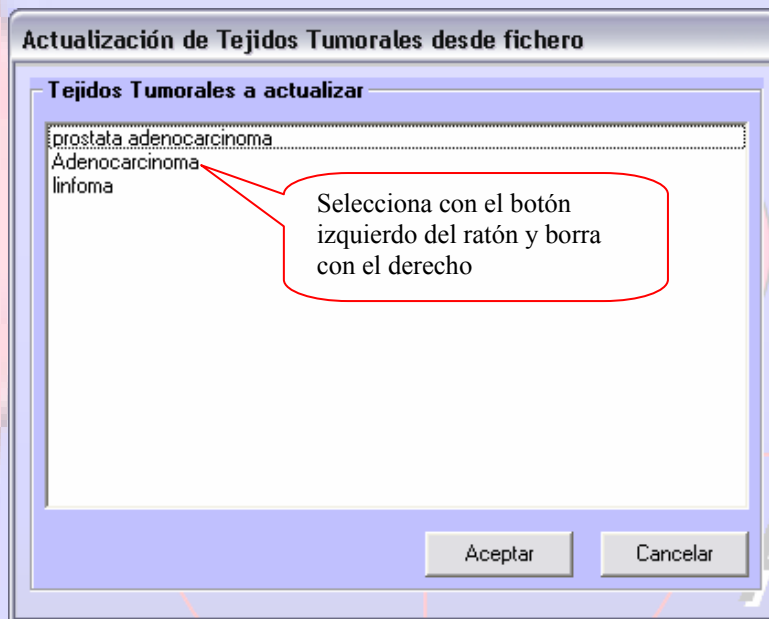 Actualización de Tejidos Tumorales desde fichero
Tejidos Tumorales a actualizar
prostata adenocarcinoma
Adenocarcinoma
linfoma
Selecciona con el botón
izquierdo del ratón y borra
con el derecho
Aceptar
Cancelar